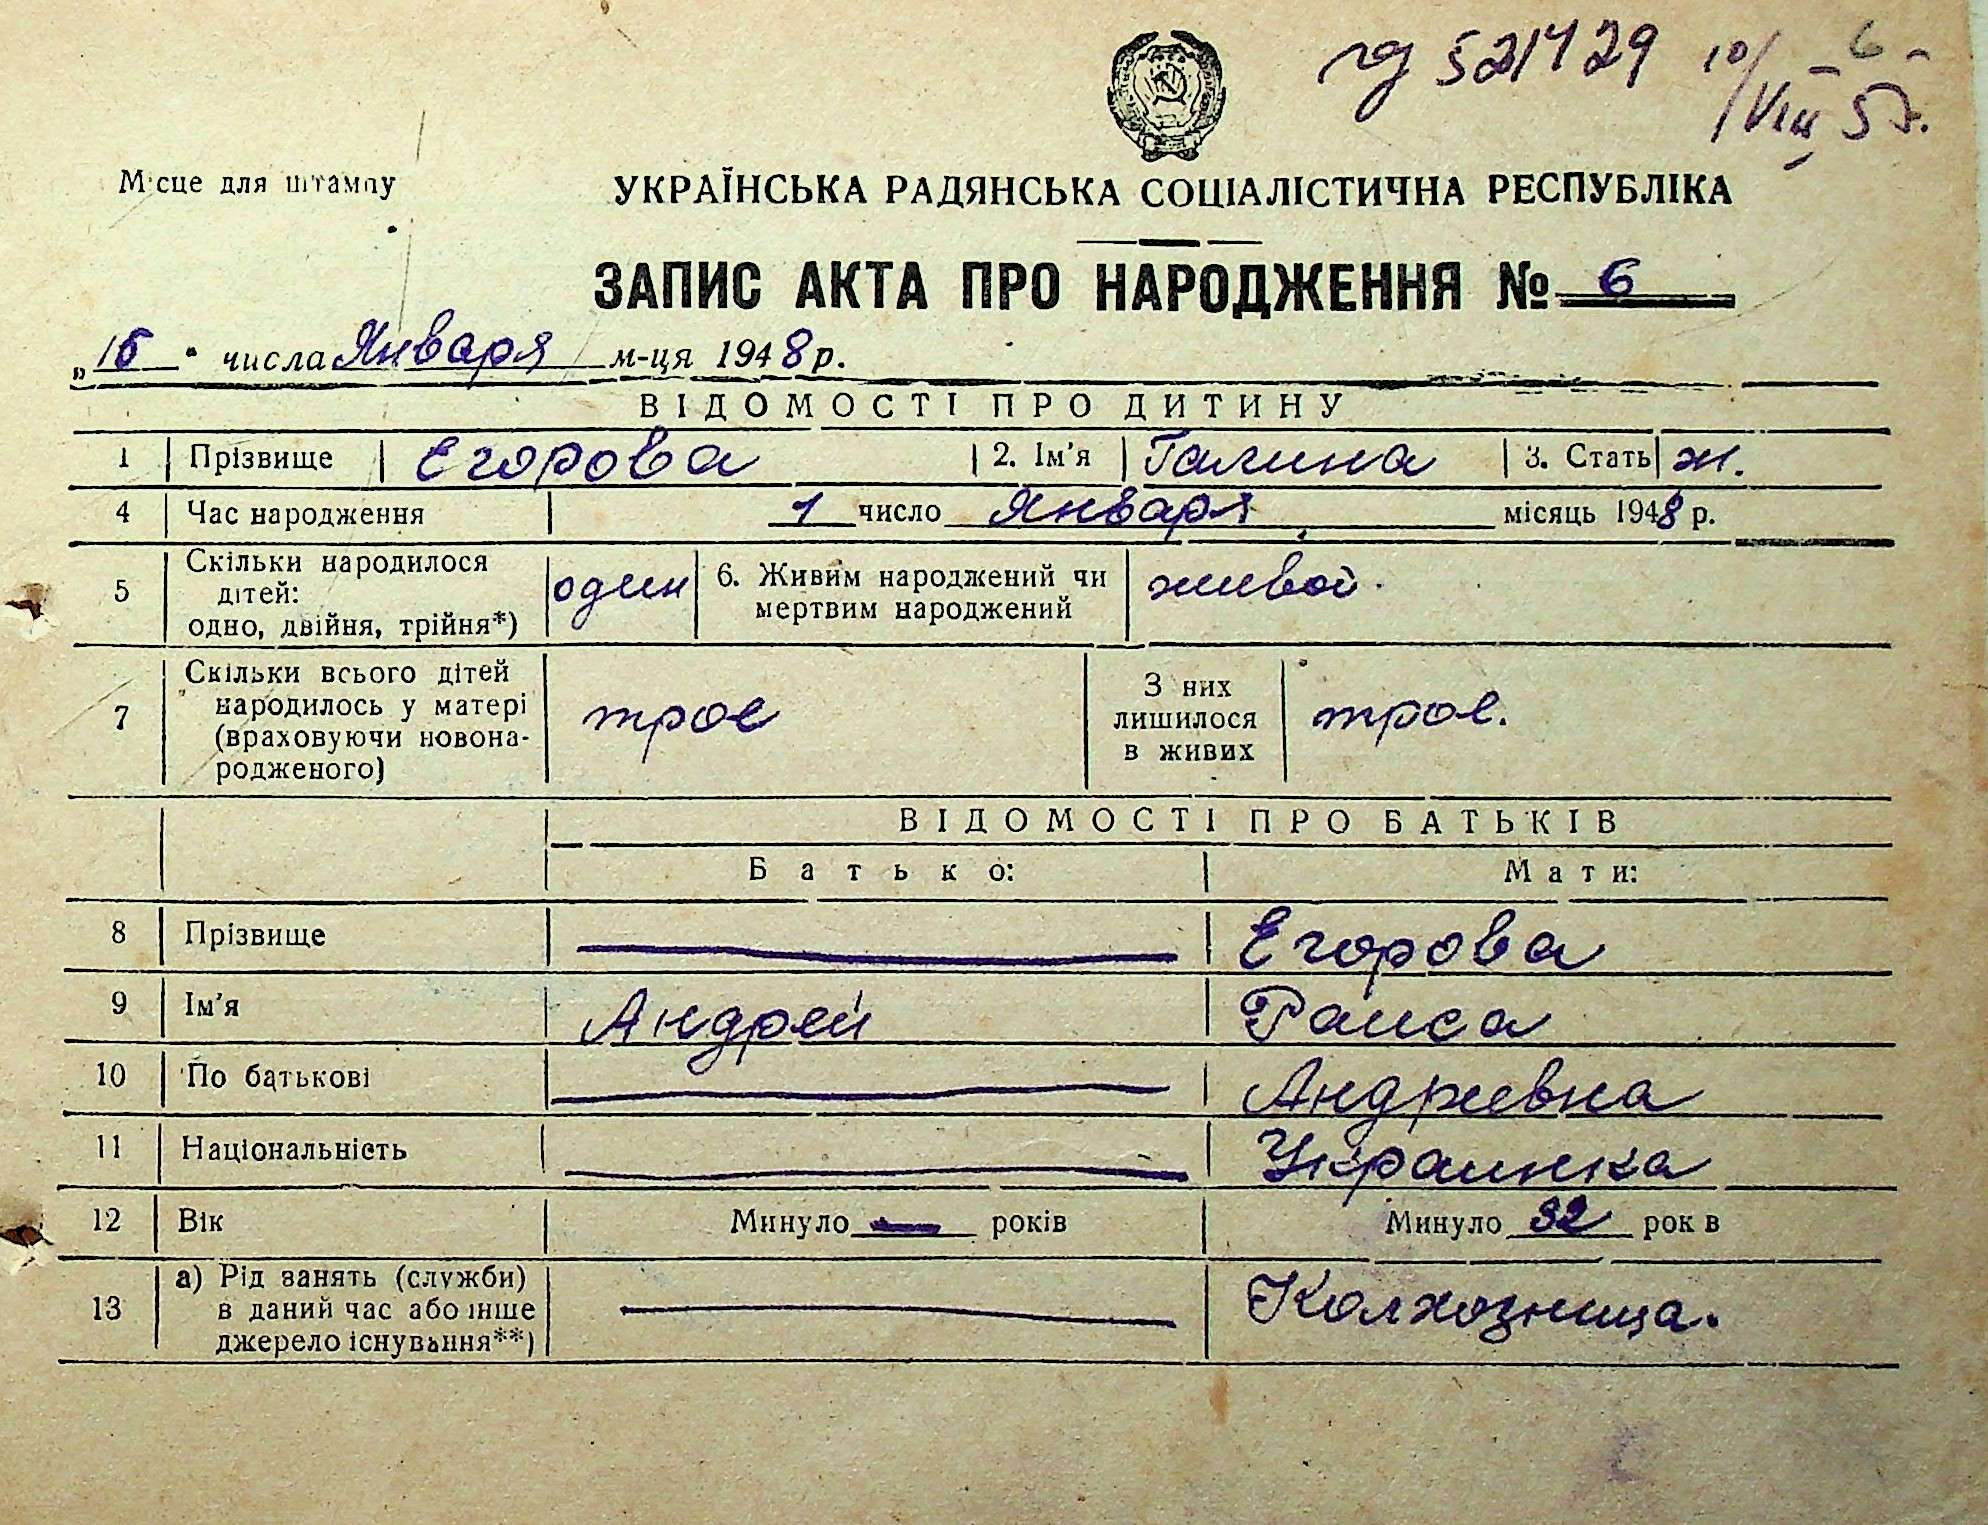 521429 10/VIII 57.
6
Місце для штампу
УКРАЇНСЬКА РАДЯНСЬКА СОЦІАЛІСТИЧНА РЕСПУБЛІКА
ЗАПИС АКТА ПРО НАРОДЖЕННЯ № 6
„16" числа Января м-ця 1948 р.
ВІДОМОСТІ ПРО ДИТИНУ
1 Прізвище Егорова 2. Ім'я Галина 3. Стать ж.
4 Час народження 1 число Января місяць 1948 р.
5 Скільки народилося дітей: одно, двійня, трійня*) один 6. Живим народжений чи мертвим народжений живой.
7 Скільки всього дітей народилось у матері (враховуючи новонародженого) трое З них лишилося в живих трое.
ВІДОМОСТІ ПРО БАТЬКІВ
Батько: Мати:
8 Прізвище — Егорова
9 Ім'я Андрей Раиса
10 По батькові — Андреевна
11 Національність — Украинка
12 Вік Минуло — років Минуло 32 років
13 а) Рід занять (служби) в даний час або інше джерело існування**) — Колхозница.